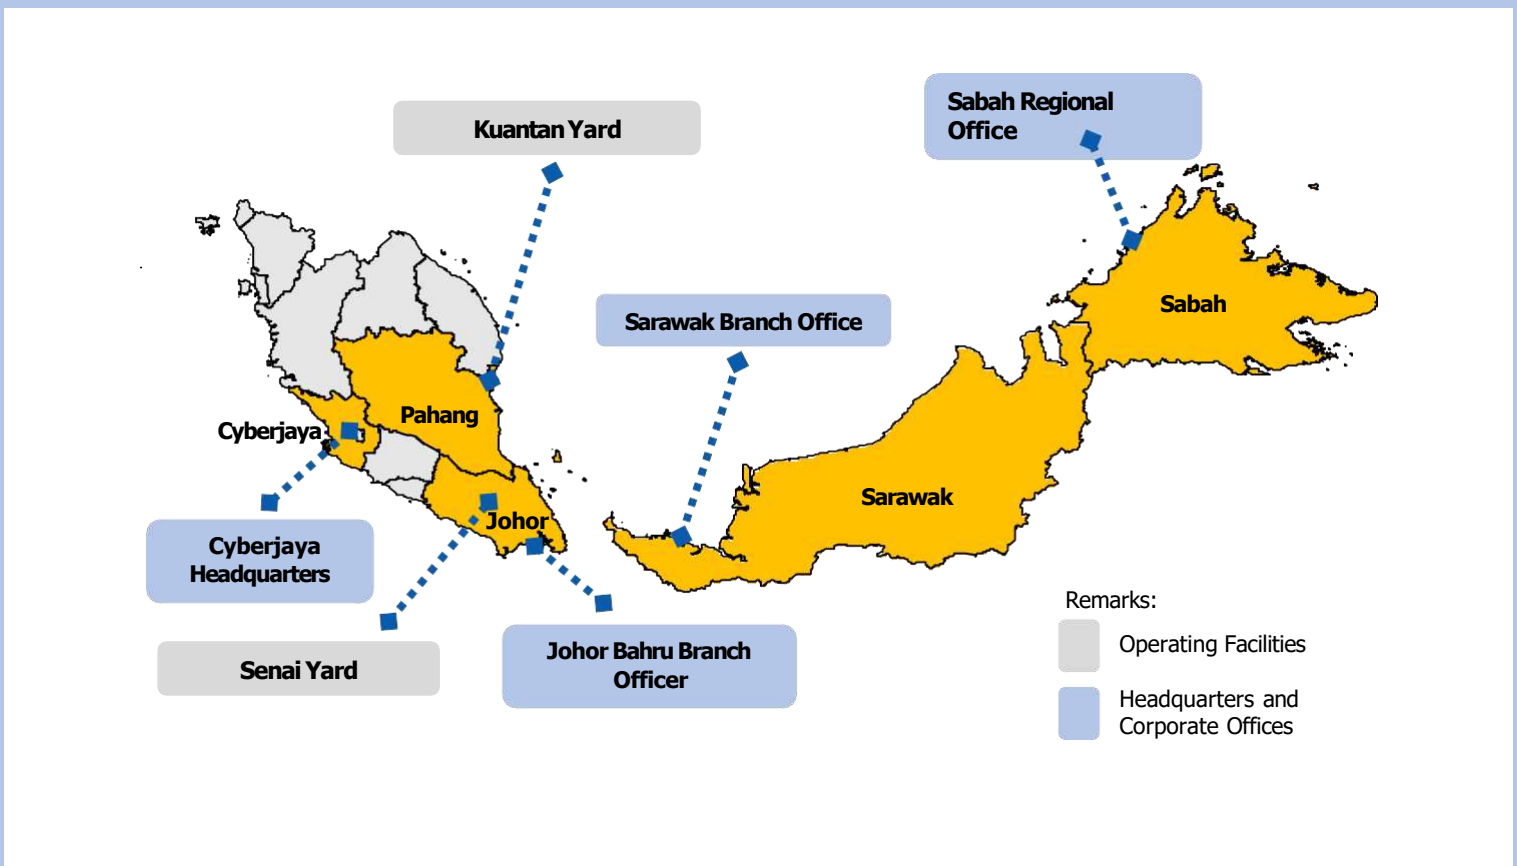 Sabah Regional
Office
Kuantan Yard
Sarawak Branch Office
Sabah
Pahang
Cyberjaya
Sarawak
Johor
Cyberjaya
Headquarters
Senai Yard
Johor Bahru Branch
Officer
Remarks:
Operating Facilities
Headquarters and
Corporate Offices